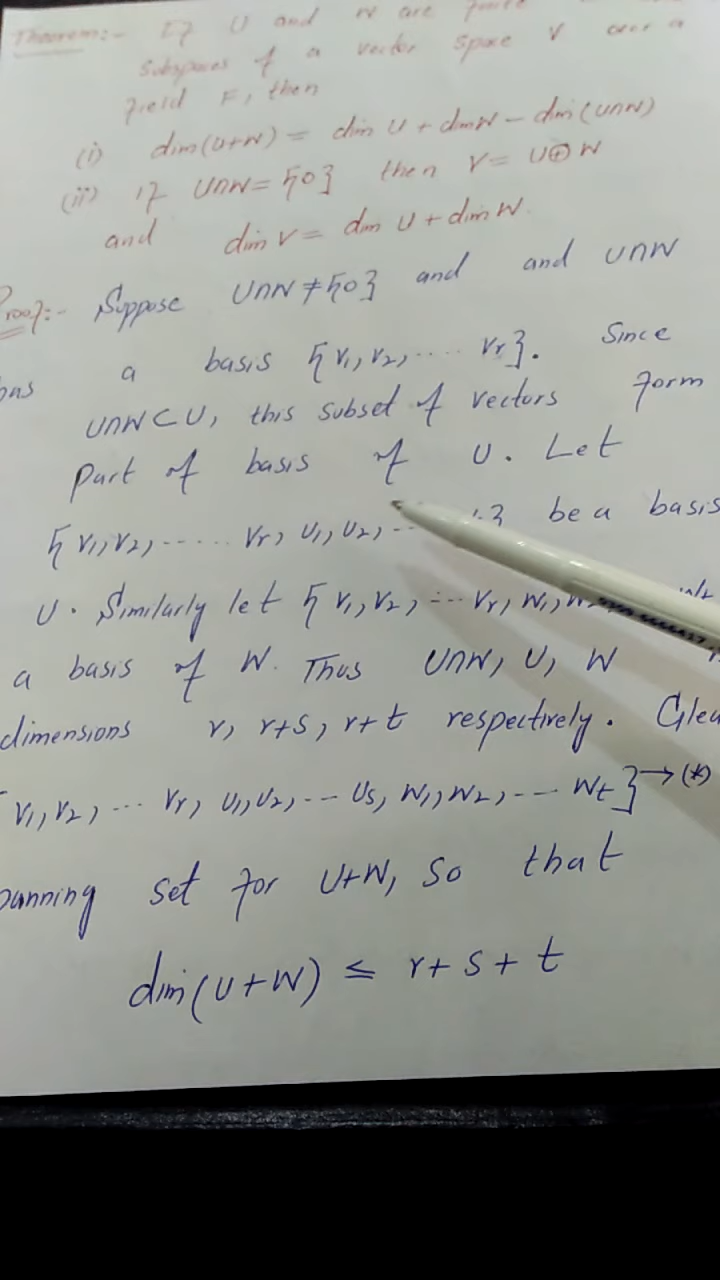 Theorem:- If U and W are finite
subspaces of a vector space V over a
field F, then
(i) dim(U+W) = dim U + dim W - dim(U∩W)
(ii) if U∩W = {0} then V = U⊕W
and dim V = dim U + dim W.
Proof:- Suppose U∩W ≠ {0} and and U∩W
has a basis {v1, v2, .... vr}. Since
U∩W ⊂ U, this subset of vectors form
part of basis of U. Let
{v1, v2, ..... vr, u1, u2, -- be a basis
U. Similarly let {v1, v2, --- vr, w1, wt
a basis of W. Thus U∩W, U, W
dimensions r, r+s, r+t respectively. Clea
{v1, v2, ... vr, u1, u2, --- us, w1, w2, --- wt} → (*)
panning set for U+W, so that
dim(U+W) ≤ r + s + t